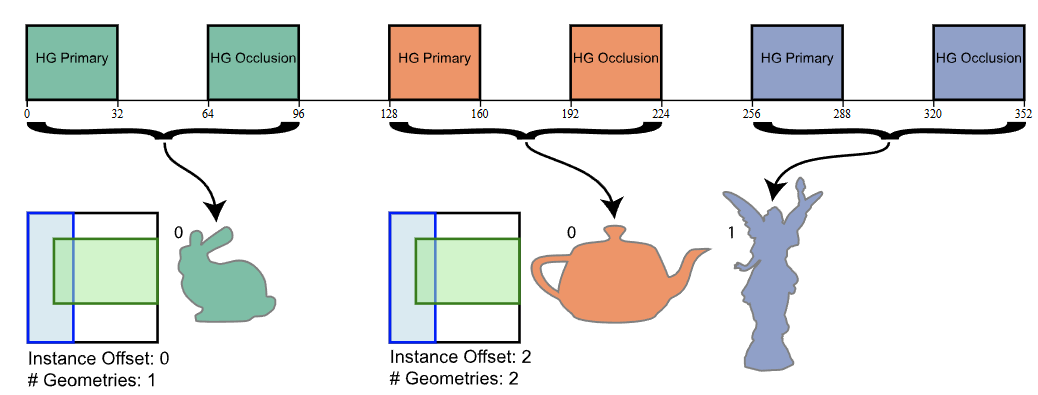 HG Primary
HG Occlusion
HG Primary
HG Occlusion
HG Primary
HG Occlusion
0 32 64 96 128 160 192 224 256 288 320 352
0
0
1
Instance Offset: 0
# Geometries: 1
Instance Offset: 2
# Geometries: 2